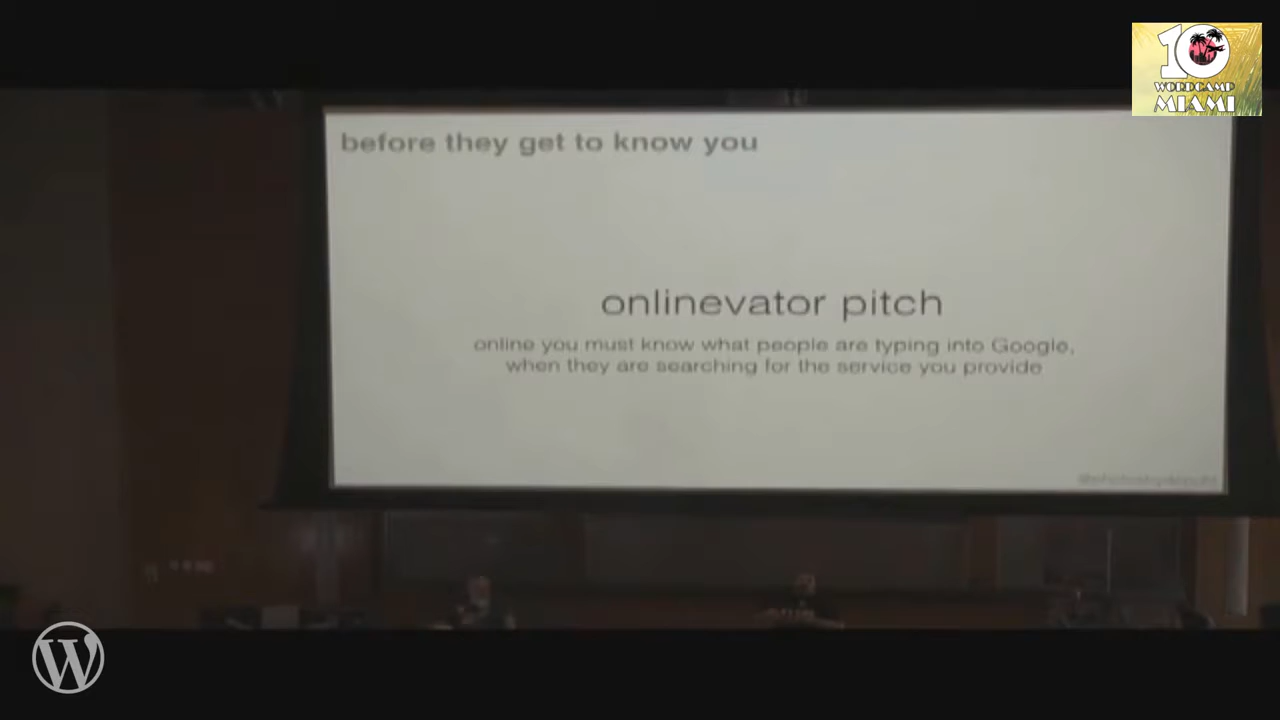 10
WORDCAMP
MIAMI
before they get to know you
onlinevator pitch
online you must know what people are typing into Google,
when they are searching for the service you provide
W